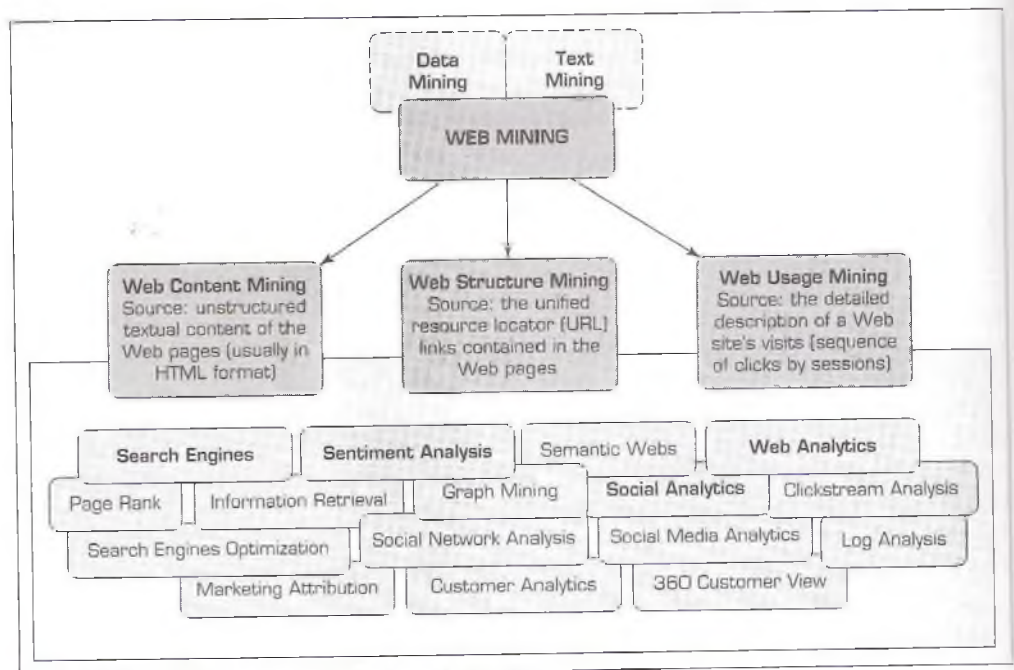 Data
Mining
Text
Mining
WEB MINING
Web Content Mining
Source: unstructured
textual content of the
Web pages (usually in
HTML format)
Web Structure Mining
Source: the unified
resource locator (URL)
links contained in the
Web pages
Web Usage Mining
Source: the detailed
description of a Web
site's visits (sequence
of clicks by sessions)
Search Engines
Sentiment Analysis
Semantic Webs
Web Analytics
Page Rank
Information Retrieval
Graph Mining
Social Analytics
Clickstream Analysis
Search Engines Optimization
Social Network Analysis
Social Media Analytics
Log Analysis
Marketing Attribution
Customer Analytics
360 Customer View